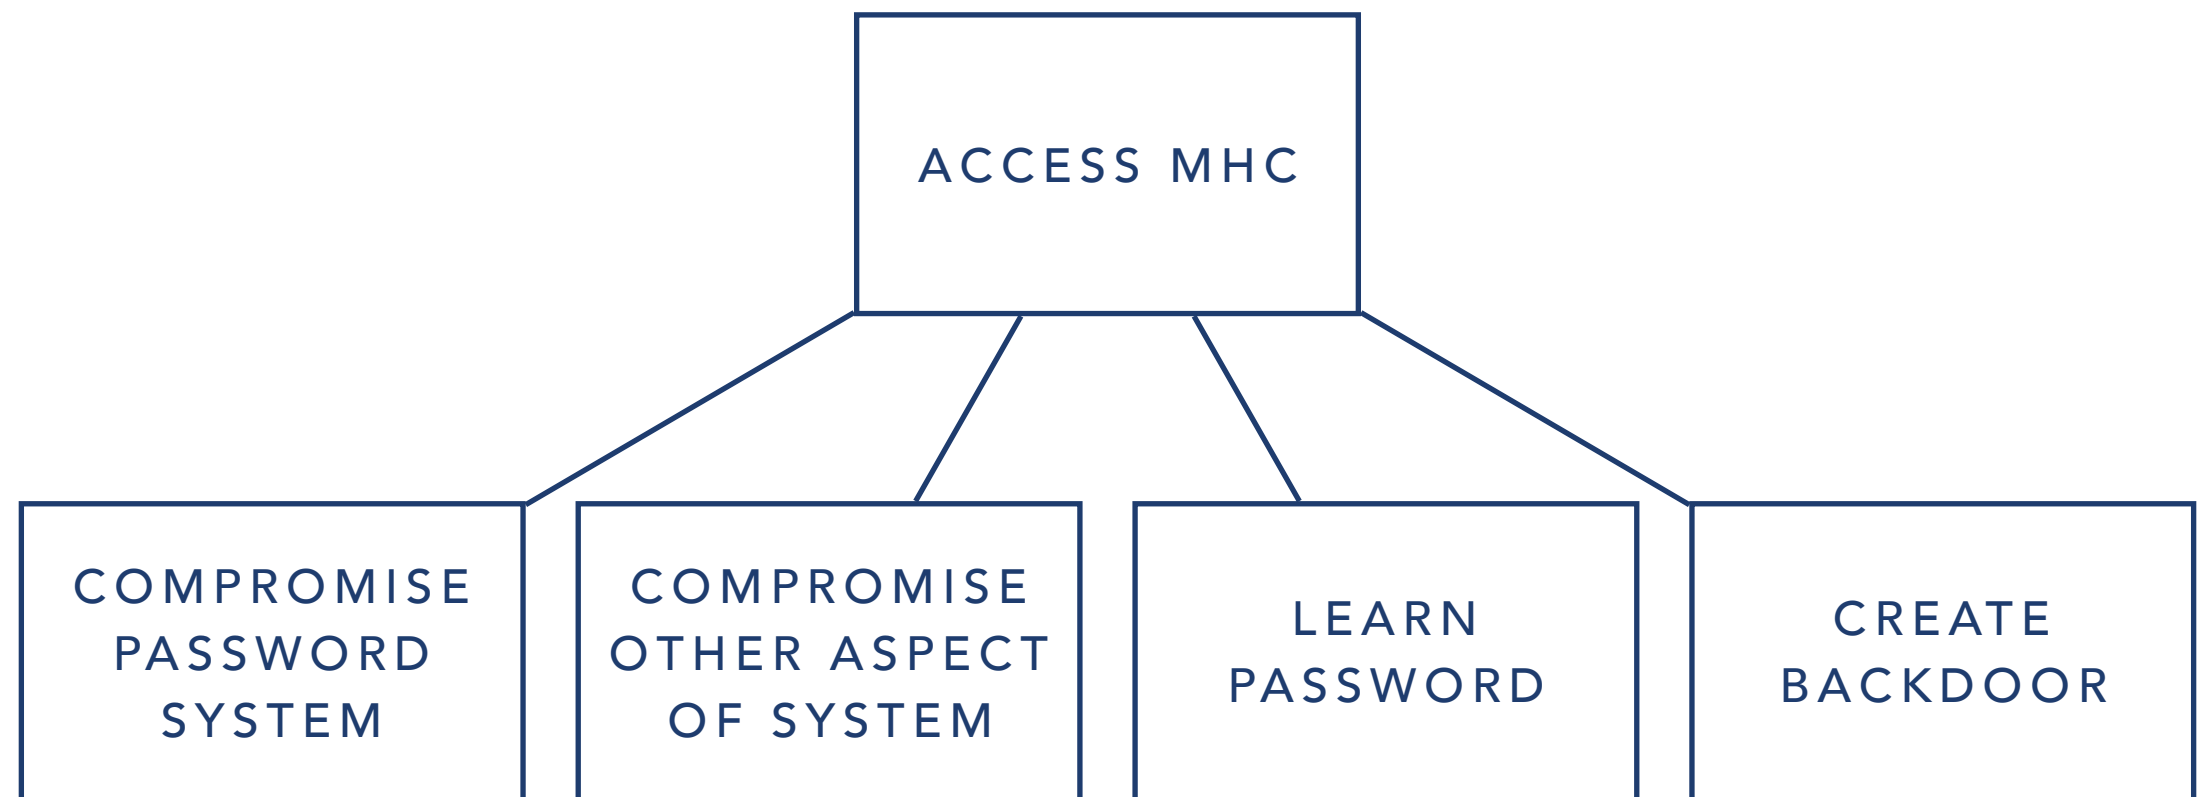 ACCESS MHC
COMPROMISE
PASSWORD
SYSTEM
COMPROMISE
OTHER ASPECT
OF SYSTEM
LEARN
PASSWORD
CREATE
BACKDOOR